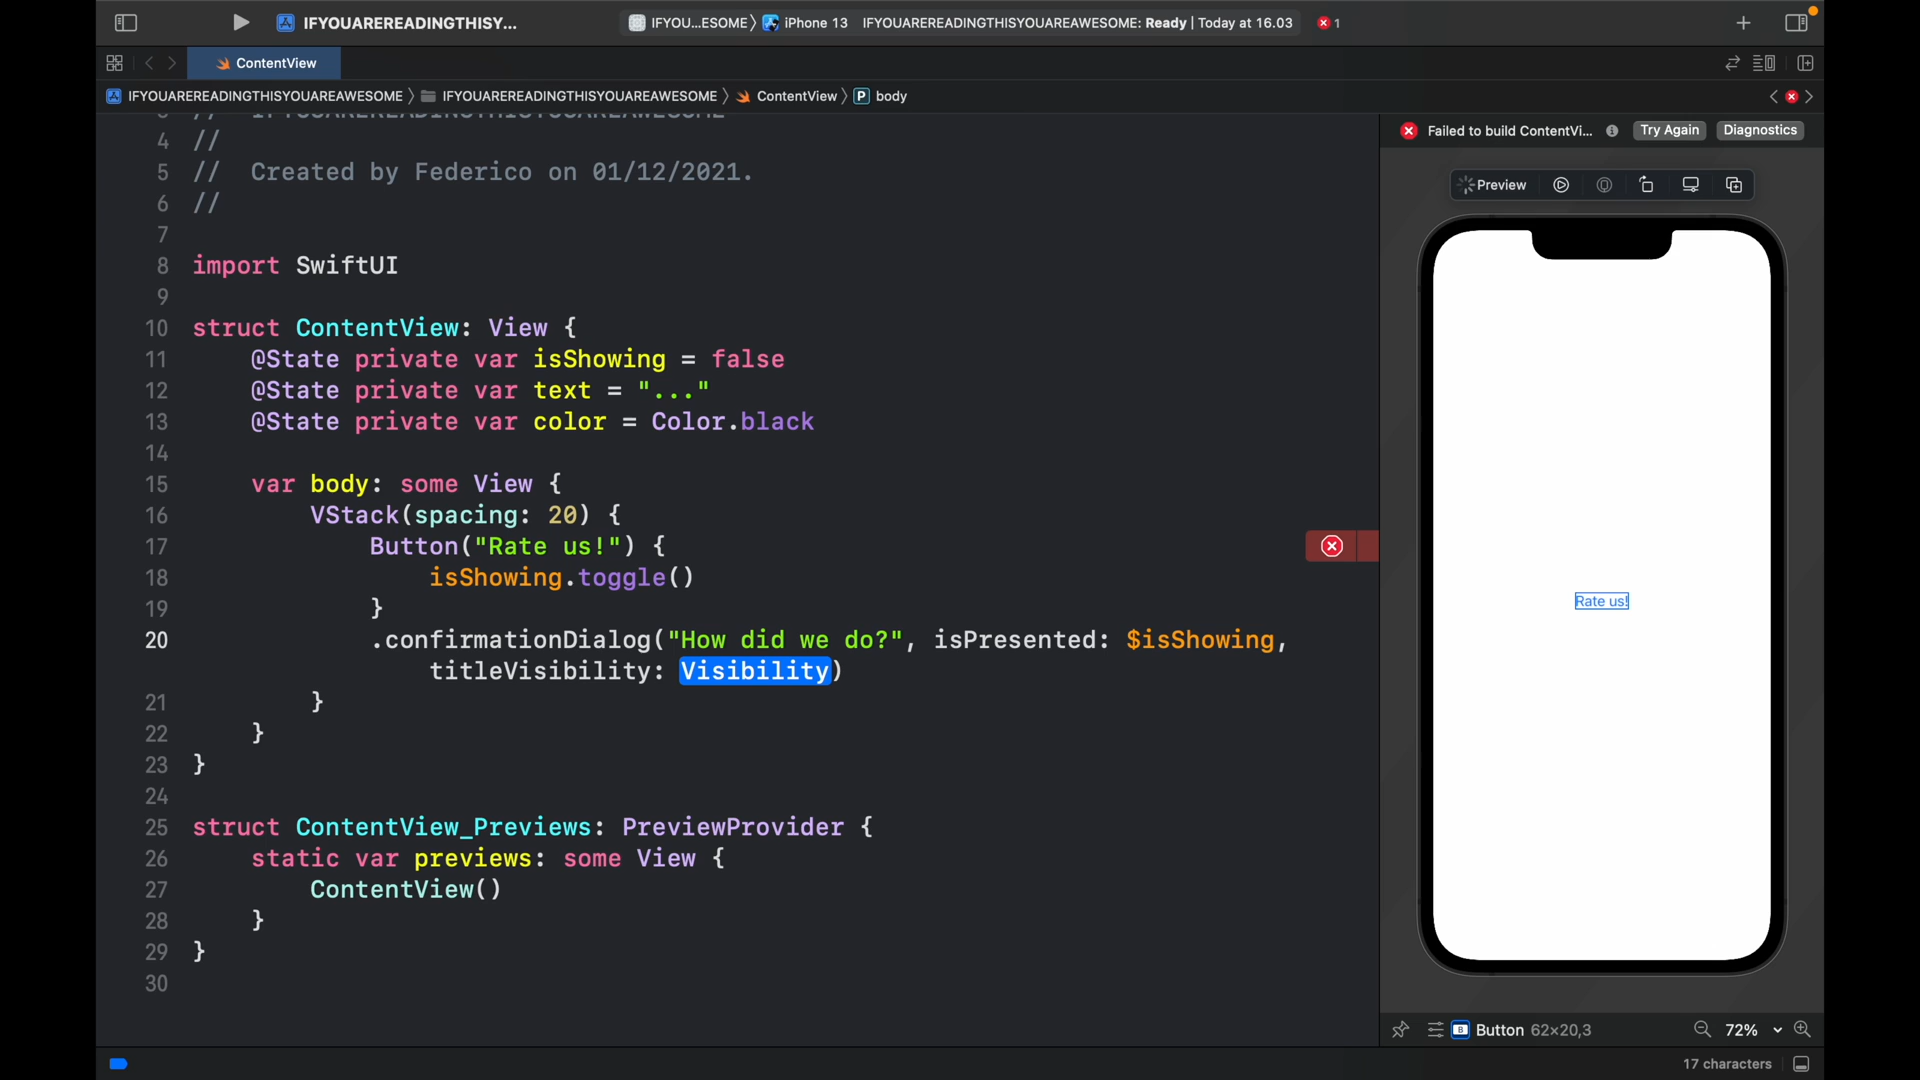 IFYOUAREREADINGTHISY...
IFYOU...ESOME
iPhone 13
IFYOUAREREADINGTHISYOUAREAWESOME: Ready | Today at 16.03
1
ContentView
IFYOUAREREADINGTHISYOUAREAWESOME
IFYOUAREREADINGTHISYOUAREAWESOME
ContentView
P body
3 // IFYOUAREREADINGTHISYOUAREAWESOME
4 //
5 // Created by Federico on 01/12/2021.
6 //
7
8 import SwiftUI
9
10 struct ContentView: View {
11 @State private var isShowing = false
12 @State private var text = "..."
13 @State private var color = Color.black
14
15 var body: some View {
16 VStack(spacing: 20) {
17 Button("Rate us!") {
18 isShowing.toggle()
19 }
20 .confirmationDialog("How did we do?", isPresented: $isShowing,
titleVisibility: Visibility)
21 }
22 }
23 }
24
25 struct ContentView_Previews: PreviewProvider {
26 static var previews: some View {
27 ContentView()
28 }
29 }
30
Failed to build ContentVi...
Try Again
Diagnostics
Preview
Rate us!
B Button 62×20,3
72%
17 characters